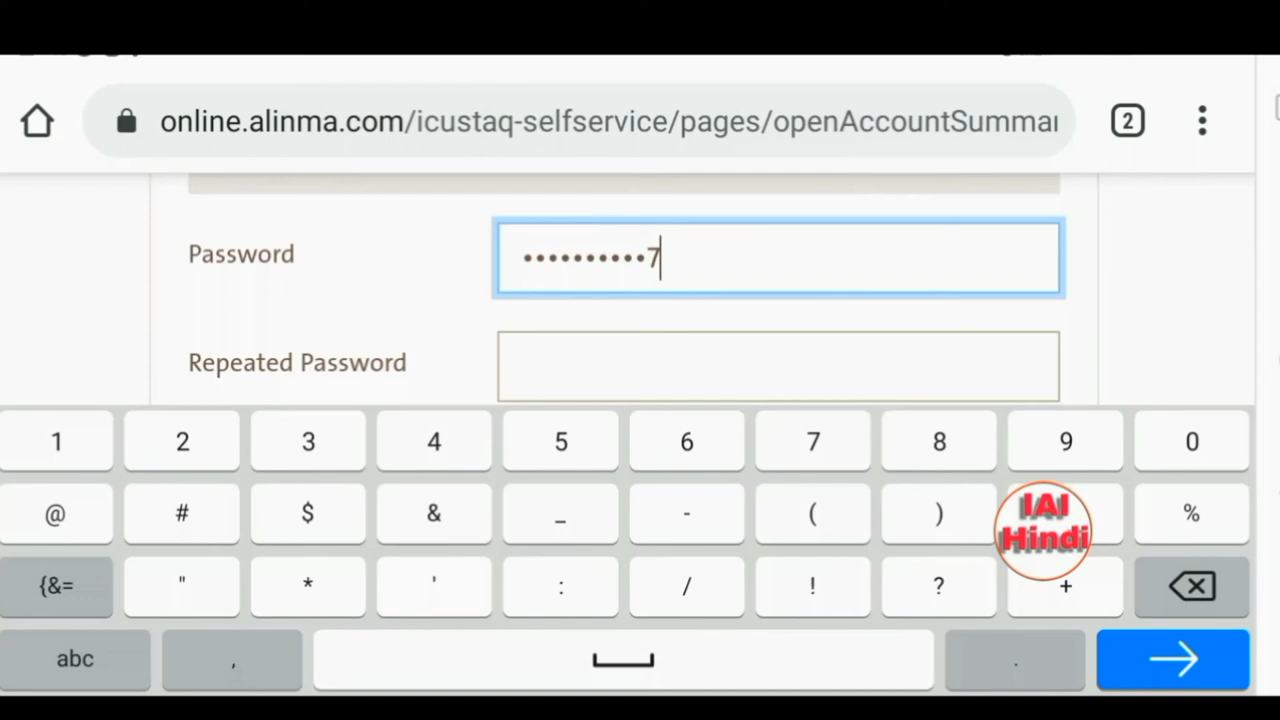 online.alinma.com/icustaq-selfservice/pages/openAccountSummar
2
Password
••••••••••7
Repeated Password
1 2 3 4 5 6 7 8 9 0
@ # $ & _ - ( ) %
{&= " * ' : / ! ? +
abc , .
IAI
Hindi